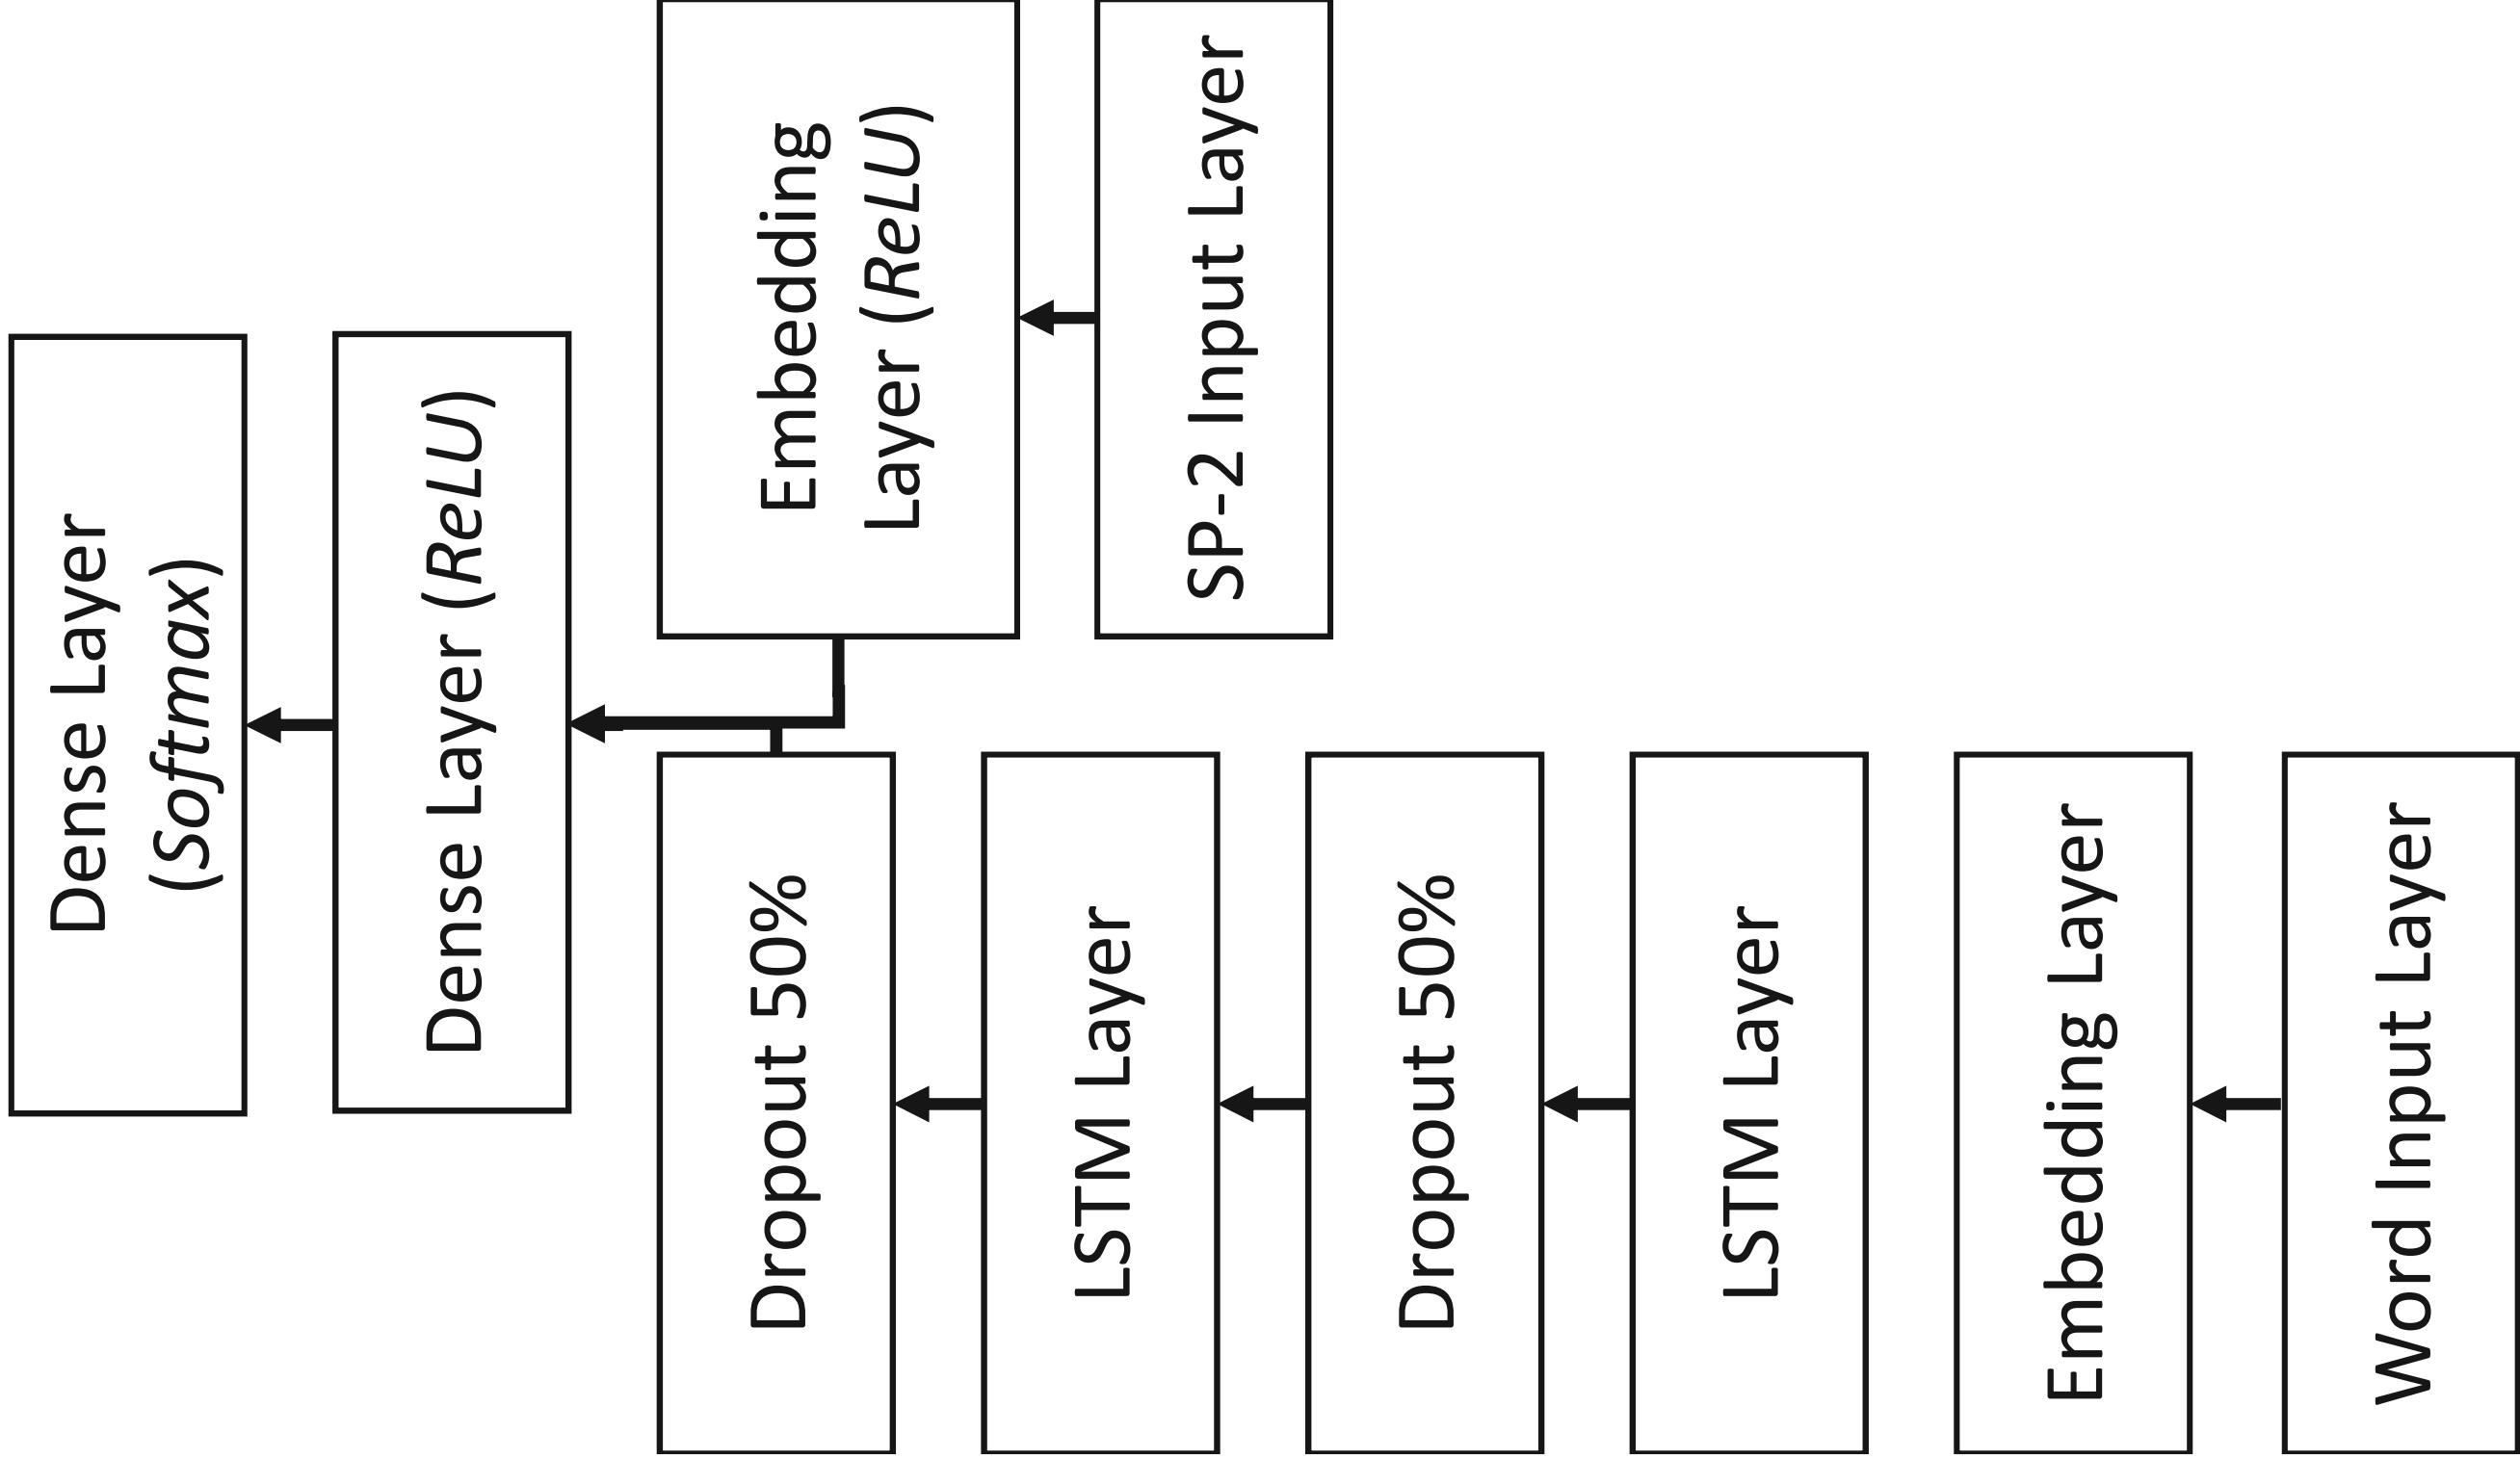 Dense Layer
(Softmax)
Dense Layer (ReLU)
Embedding
Layer (ReLU)
SP-2 Input Layer
Dropout 50%
LSTM Layer
Dropout 50%
LSTM Layer
Embedding Layer
Word Input Layer